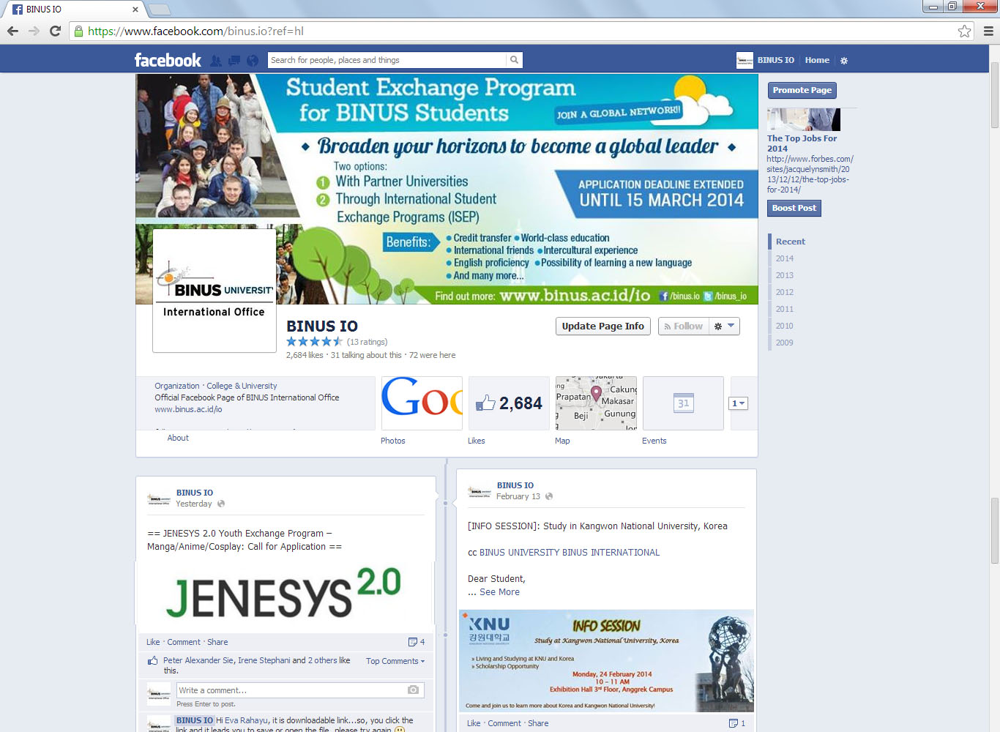 BINUS IO
https://www.facebook.com/binus.io?ref=hl
facebook
Search for people, places and things
BINUS IO
Home
Student Exchange Program
for BINUS Students
JOIN A GLOBAL NETWORK!!
Broaden your horizons to become a global leader
Two options:
1 With Partner Universities
2 Through International Student
Exchange Programs (ISEP)
APPLICATION DEADLINE EXTENDED
UNTIL 15 MARCH 2014
Benefits:
• Credit transfer • World-class education
• International friends • Intercultural experience
• English proficiency • Possibility of learning a new language
• And many more...
Find out more: www.binus.ac.id/io /binus.io /binus_io
BINUS UNIVERSITY
International Office
BINUS IO
(13 ratings)
2,684 likes · 31 talking about this · 72 were here
Update Page Info
Follow
Promote Page
The Top Jobs For
2014
http://www.forbes.com/
sites/jacquelynsmith/20
13/12/12/the-top-jobs-
for-2014/
Boost Post
Recent
2014
2013
2012
2011
2010
2009
Organization · College & University
Official Facebook Page of BINUS International Office
www.binus.ac.id/io
About
Goo
Photos
2,684
Likes
Jakarta
Prapatan
Cakung
Makasar
Beji
Gunung
Map
31
Events
1
BINUS IO
Yesterday
== JENESYS 2.0 Youth Exchange Program –
Manga/Anime/Cosplay: Call for Application ==
JENESYS 2.0
Like · Comment · Share
4
Peter Alexander Sie, Irene Stephani and 2 others like
this.
Top Comments
Write a comment...
Press Enter to post.
BINUS IO Hi Eva Rahayu, it is downloadable link...so, you click the
link and it leads you to save or open the file. please try again
BINUS IO
February 13
[INFO SESSION]: Study in Kangwon National University, Korea
cc BINUS UNIVERSITY BINUS INTERNATIONAL
Dear Student,
... See More
KNU
강원대학교
KANGWON NATIONAL UNIVERSITY
INFO SESSION
Study at Kangwon National University, Korea
» Living and Studying at KNU and Korea
» Scholarship Opportunity
Monday, 24 February 2014
10 – 11 AM
Exhibition Hall 3rd Floor, Anggrek Campus
Come and join us to learn more about Korea and Kangwon National University!
Like · Comment · Share
1